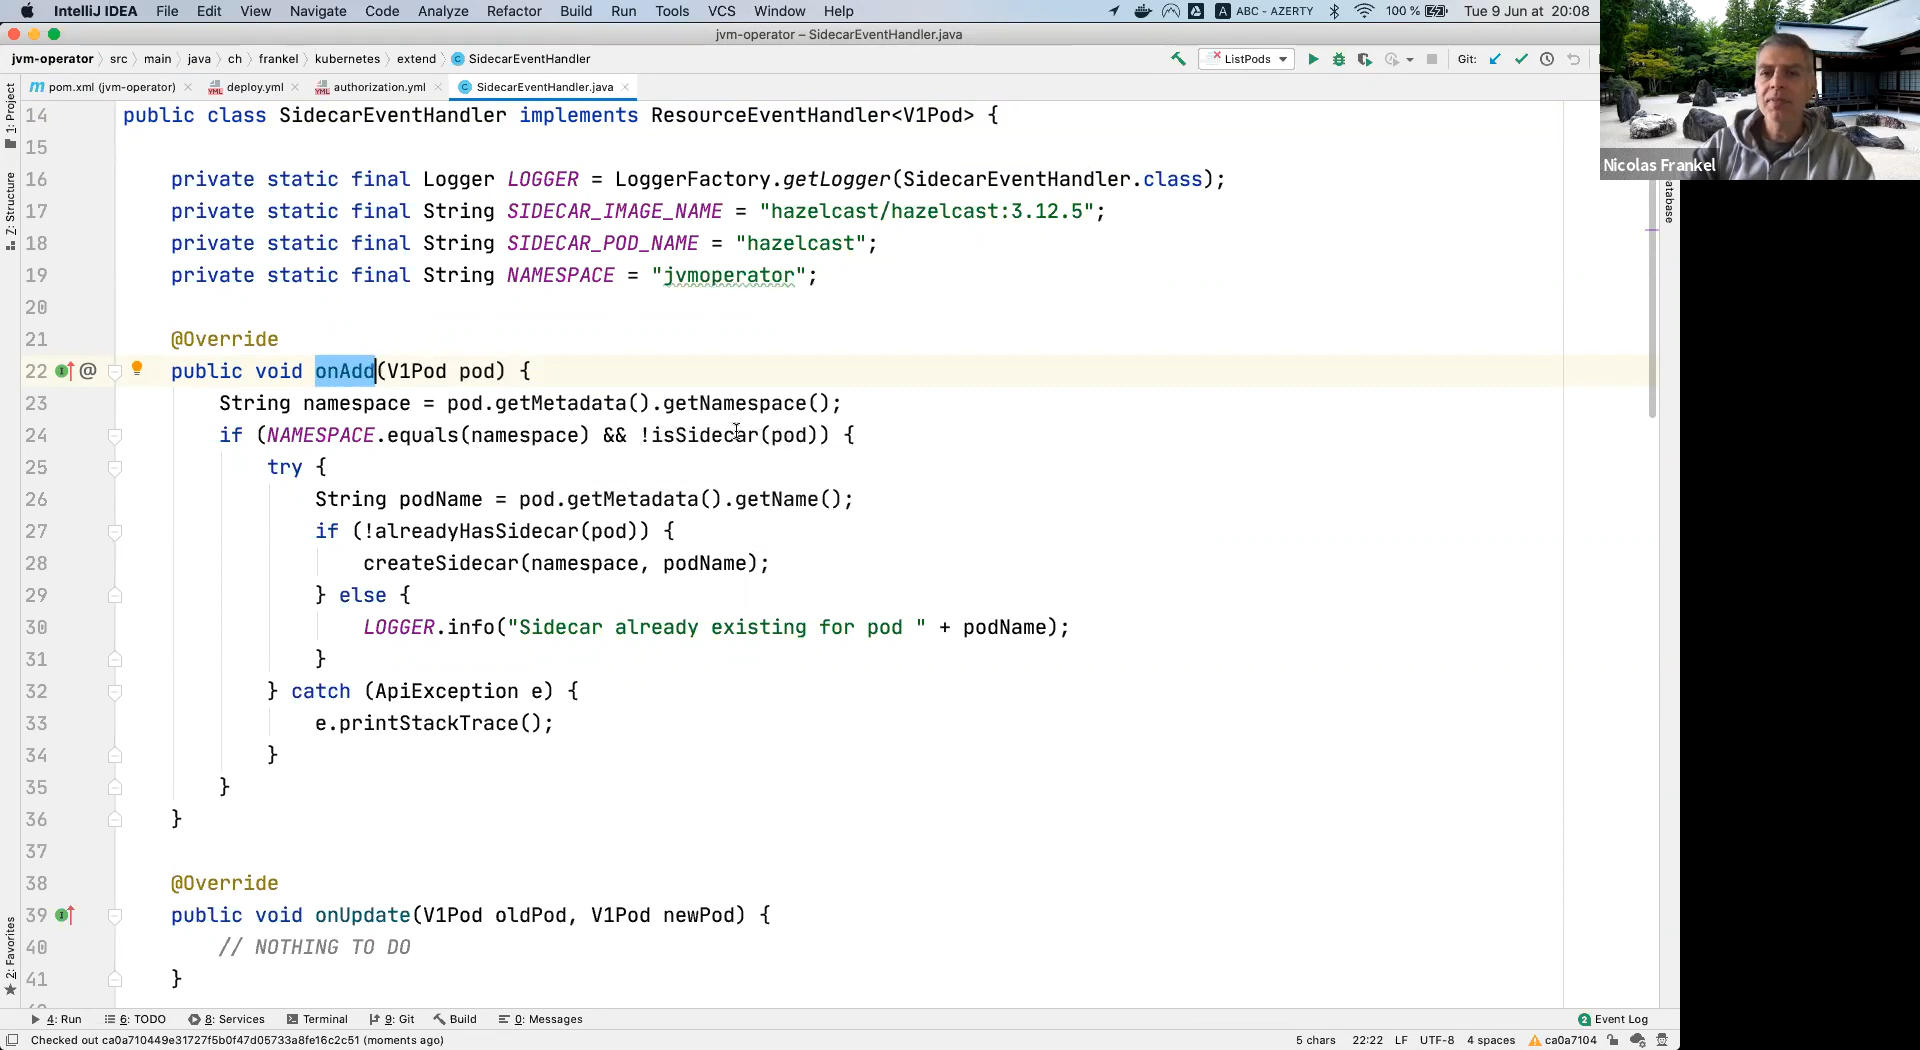 IntelliJ IDEA File Edit View Navigate Code Analyze Refactor Build Run Tools VCS Window Help A ABC - AZERTY 100 % Tue 9 Jun at 20:08
jvm-operator – SidecarEventHandler.java
jvm-operator › src › main › java › ch › frankel › kubernetes › extend › SidecarEventHandler ListPods Git:
pom.xml (jvm-operator) deploy.yml authorization.yml SidecarEventHandler.java
Nicolas Frankel
1: Project
Z: Structure
2: Favorites
atabase
14 public class SidecarEventHandler implements ResourceEventHandler<V1Pod> {
15
16 private static final Logger LOGGER = LoggerFactory.getLogger(SidecarEventHandler.class);
17 private static final String SIDECAR_IMAGE_NAME = "hazelcast/hazelcast:3.12.5";
18 private static final String SIDECAR_POD_NAME = "hazelcast";
19 private static final String NAMESPACE = "jvmoperator";
20
21 @Override
22 public void onAdd(V1Pod pod) {
23 String namespace = pod.getMetadata().getNamespace();
24 if (NAMESPACE.equals(namespace) && !isSidecar(pod)) {
25 try {
26 String podName = pod.getMetadata().getName();
27 if (!alreadyHasSidecar(pod)) {
28 createSidecar(namespace, podName);
29 } else {
30 LOGGER.info("Sidecar already existing for pod " + podName);
31 }
32 } catch (ApiException e) {
33 e.printStackTrace();
34 }
35 }
36 }
37
38 @Override
39 public void onUpdate(V1Pod oldPod, V1Pod newPod) {
40 // NOTHING TO DO
41 }
4: Run 6: TODO 8: Services Terminal 9: Git Build 0: Messages 2 Event Log
Checked out ca0a710449e31727f5b0f47d05733a8fe16c2c51 (moments ago) 5 chars 22:22 LF UTF-8 4 spaces ca0a7104